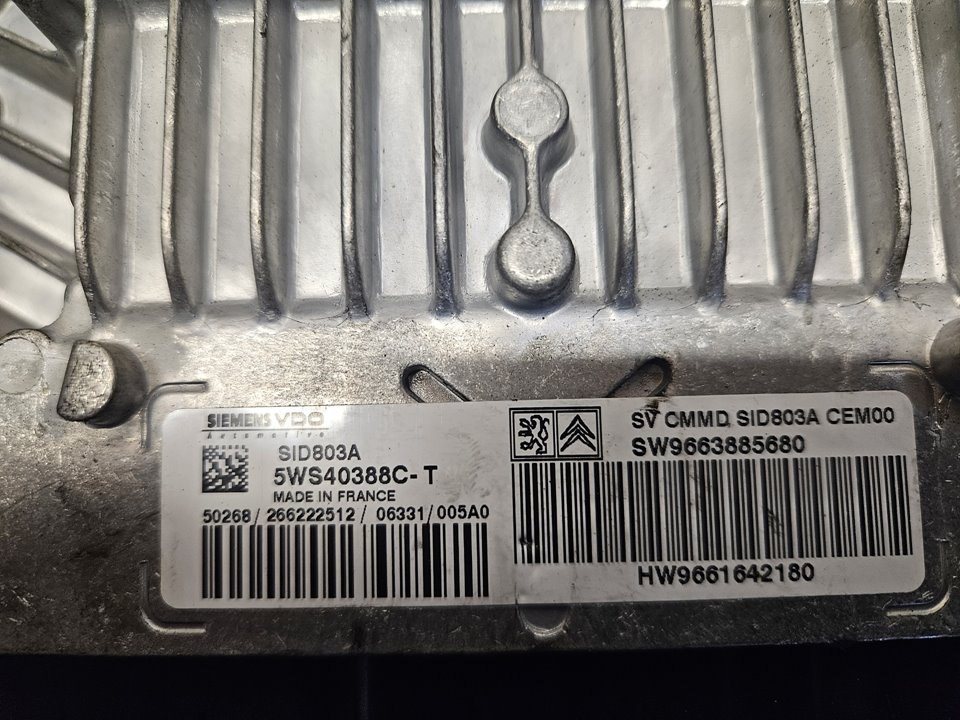 SIEMENS VDO
Automotive
SID803A
5WS40388C-T
MADE IN FRANCE
50268/266222512/06331/005A0
SV CMMD SID803A CEM00
SW9663885680
HW9661642180